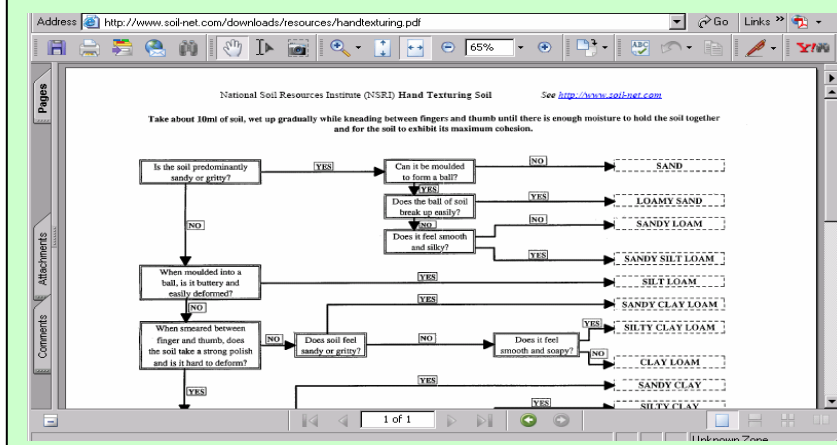 Address http://www.soil-net.com/downloads/resources/handtexturing.pdf Go Links »
65%
Pages
Attachments
Comments
National Soil Resources Institute (NSRI) Hand Texturing Soil See http://www.soil-net.com
Take about 10ml of soil, wet up gradually while kneading between fingers and thumb until there is enough moisture to hold the soil together
and for the soil to exhibit its maximum cohesion.
Is the soil predominantly
sandy or gritty?
YES
Can it be moulded
to form a ball?
NO
SAND
YES
Does the ball of soil
break up easily?
YES
LOAMY SAND
NO
NO
Does it feel smooth
and silky?
NO
SANDY LOAM
YES
SANDY SILT LOAM
When moulded into a
ball, is it buttery and
easily deformed?
YES
SILT LOAM
NO
YES
SANDY CLAY LOAM
When smeared between
finger and thumb, does
the soil take a strong polish
and is it hard to deform?
NO
Does soil feel
sandy or gritty?
NO
Does it feel
smooth and soapy?
YES
SILTY CLAY LOAM
NO
CLAY LOAM
YES
YES
SANDY CLAY
YES
SILTY CLAY
1 of 1
Unknown Zone